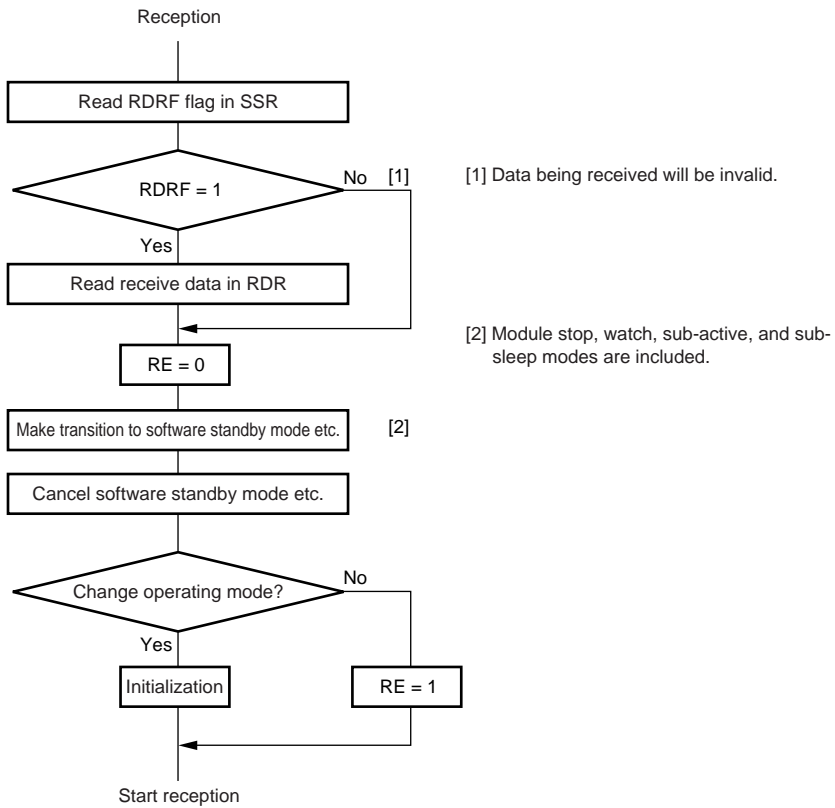 Reception
Read RDRF flag in SSR
RDRF = 1
No
[1]
[1] Data being received will be invalid.
Yes
Read receive data in RDR
RE = 0
[2] Module stop, watch, sub-active, and sub-
sleep modes are included.
Make transition to software standby mode etc.
[2]
Cancel software standby mode etc.
Change operating mode?
No
Yes
Initialization
RE = 1
Start reception